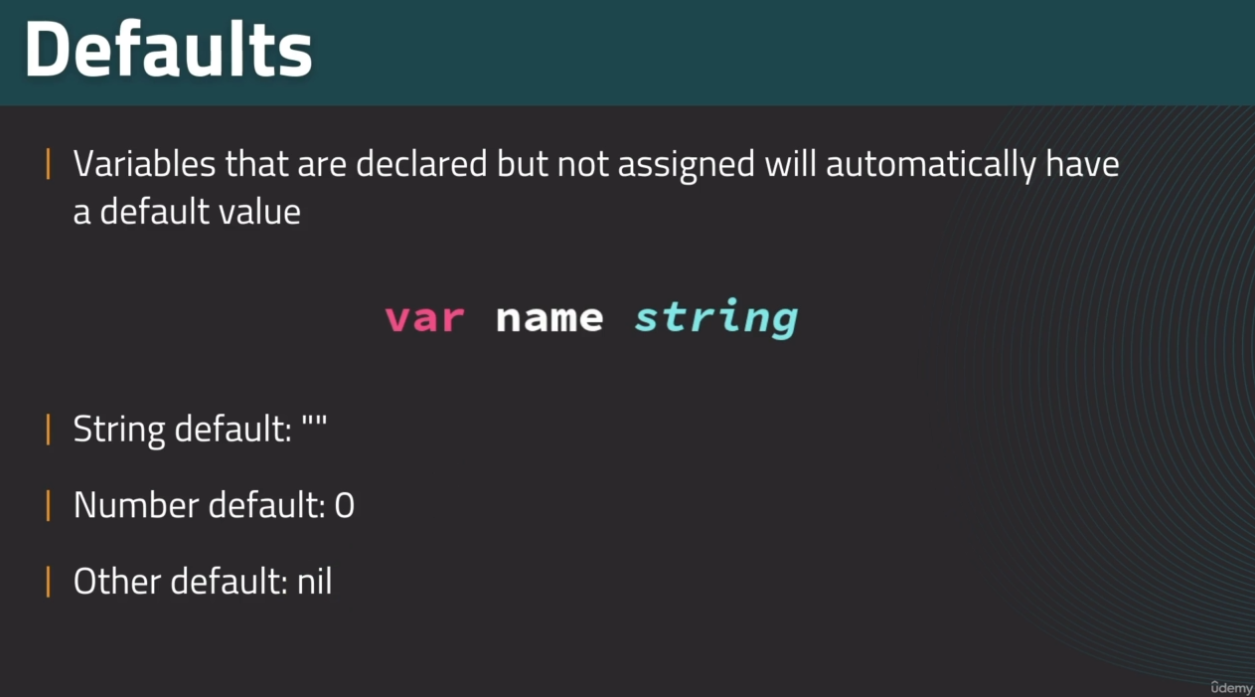 Defaults
Variables that are declared but not assigned will automatically have
a default value
var name string
String default: ""
Number default: 0
Other default: nil
ûdemy